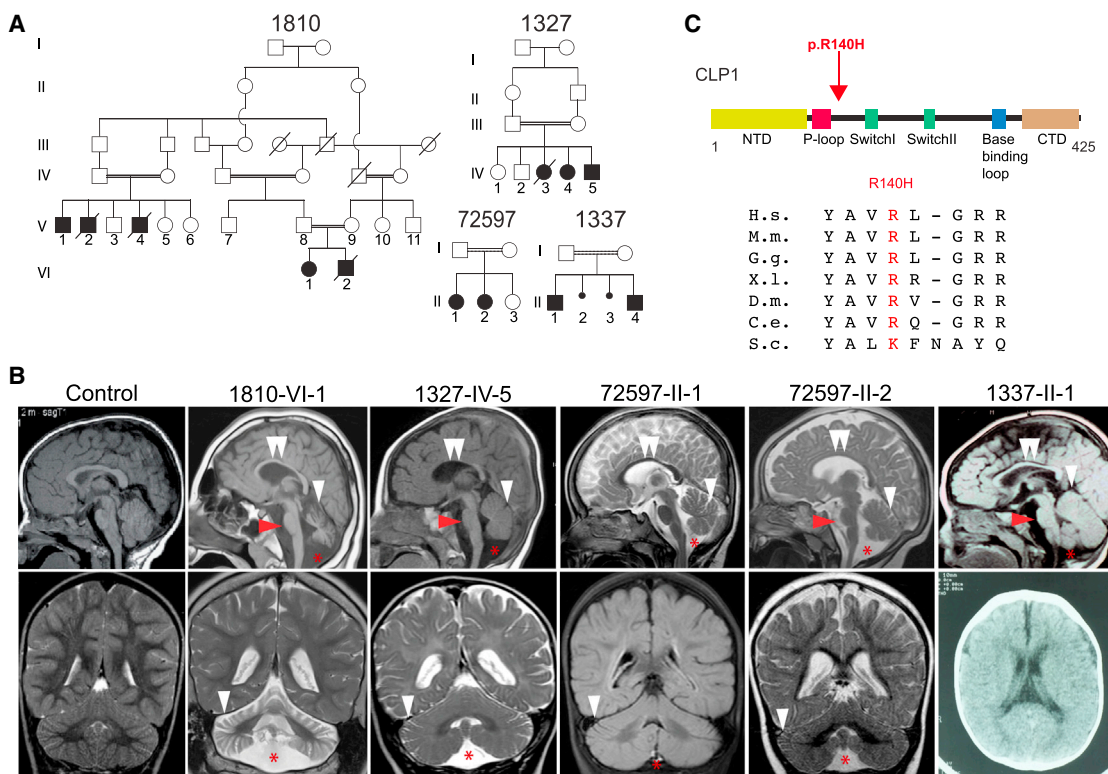 A
1810
I
II
III
IV
V
1 2 3 4 5 6 7 8 9 10 11
VI
1 2
1327
I
II
III
IV
1 2 3 4 5
72597
I
II
1 2 3
1337
I
II
1 2 3 4
C
p.R140H
CLP1
1 NTD P-loop SwitchI SwitchII Base binding loop CTD 425
R140H
H.s. Y A V R L - G R R
M.m. Y A V R L - G R R
G.g. Y A V R L - G R R
X.l. Y A V R R - G R R
D.m. Y A V R V - G R R
C.e. Y A V R Q - G R R
S.c. Y A L K F N A Y Q
B
Control 1810-VI-1 1327-IV-5 72597-II-1 72597-II-2 1337-II-1
2 m sagT1
* * * * *
* * * *
10mm